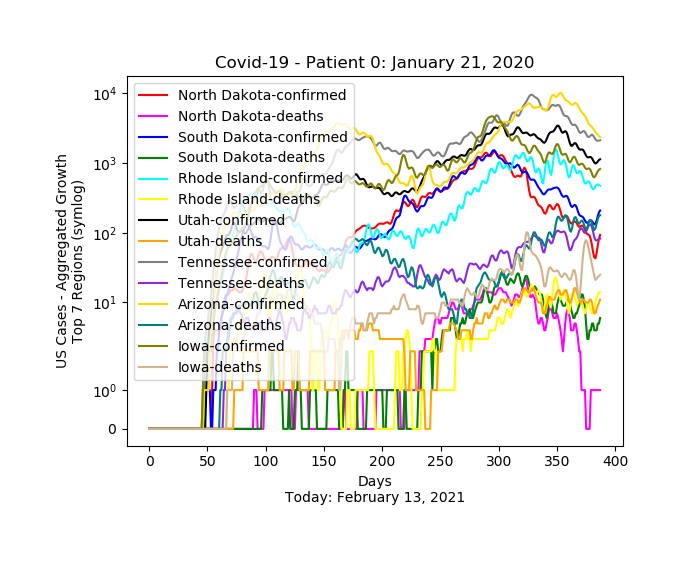 Covid-19 - Patient 0: January 21, 2020
US Cases - Aggregated Growth
Top 7 Regions (symlog)
10^4
10^3
10^2
10^1
10^0
0
North Dakota-confirmed
North Dakota-deaths
South Dakota-confirmed
South Dakota-deaths
Rhode Island-confirmed
Rhode Island-deaths
Utah-confirmed
Utah-deaths
Tennessee-confirmed
Tennessee-deaths
Arizona-confirmed
Arizona-deaths
Iowa-confirmed
Iowa-deaths
0 50 100 150 200 250 300 350 400
Days
Today: February 13, 2021